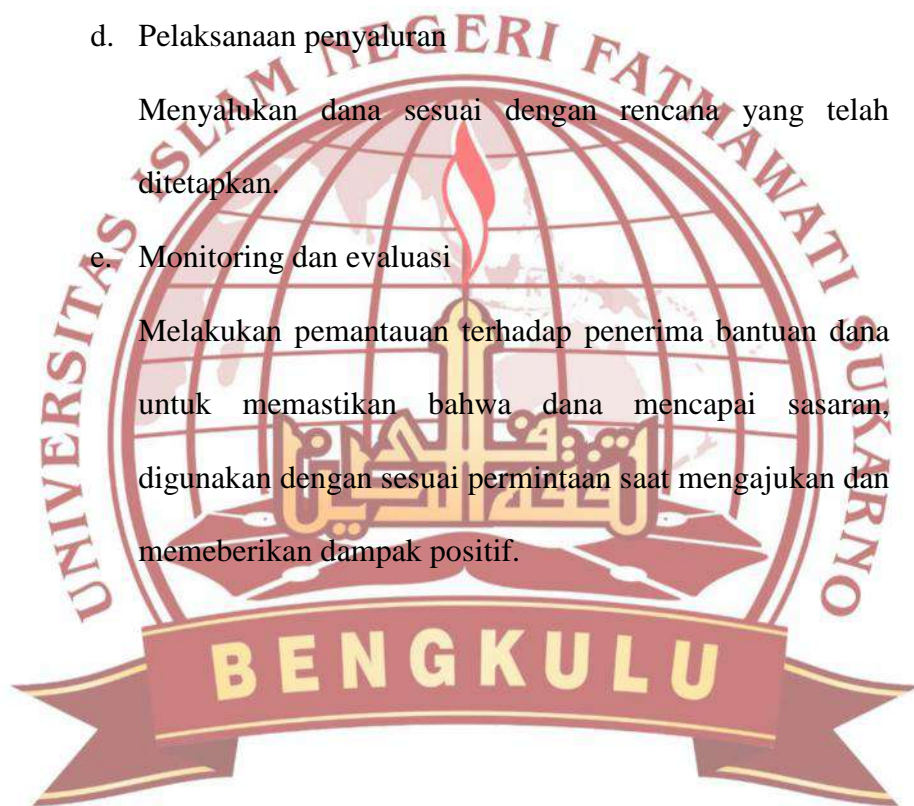 d. Pelaksanaan penyaluran
Menyalukan dana sesuai dengan rencana yang telah
ditetapkan.
e. Monitoring dan evaluasi
Melakukan pemantauan terhadap penerima bantuan dana
untuk memastikan bahwa dana mencapai sasaran,
digunakan dengan sesuai permintaan saat mengajukan dan
memeberikan dampak positif.
UNIVERSITAS ISLAM NEGERI FATMAWATI SUKARNO
BENGKULU